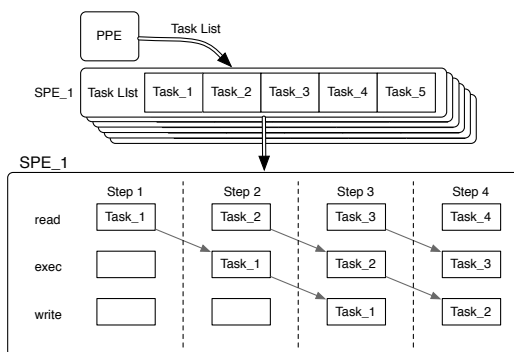 PPE
Task List
SPE_1 Task LIst Task_1 Task_2 Task_3 Task_4 Task_5
SPE_1
Step 1 Step 2 Step 3 Step 4
read Task_1 Task_2 Task_3 Task_4
exec Task_1 Task_2 Task_3
write Task_1 Task_2